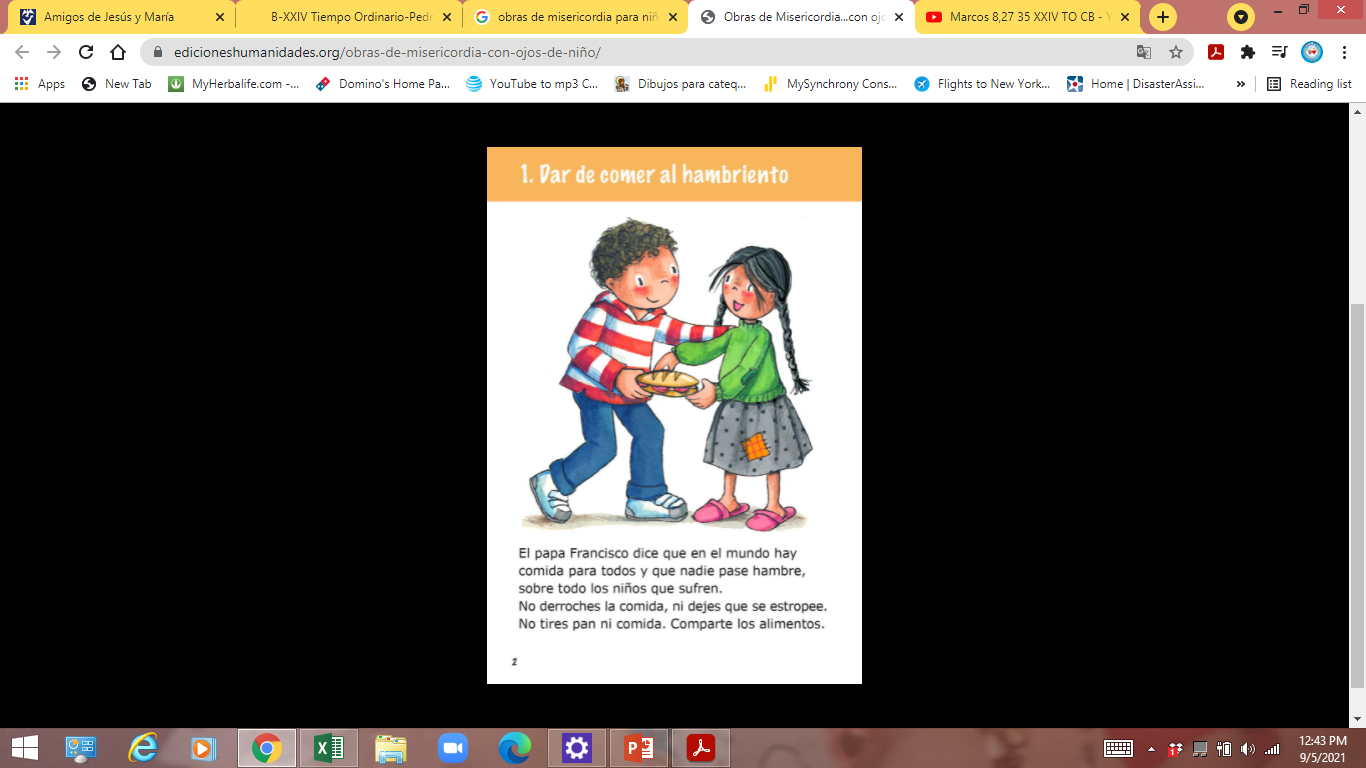 Amigos de Jesús y María
B-XXIV Tiempo Ordinario-Ped
obras de misericordia para niñ
Obras de Misericordia...con ojo
Marcos 8,27 35 XXIV TO CB - Y
edicioneshumanidades.org/obras-de-misericordia-con-ojos-de-niño/
Apps
New Tab
MyHerbalife.com -...
Domino's Home Pa...
YouTube to mp3 C...
Dibujos para cateq...
MySynchrony Cons...
Flights to New York...
Home | DisasterAssi...
»
Reading list
1. Dar de comer al hambriento
El papa Francisco dice que en el mundo hay
comida para todos y que nadie pase hambre,
sobre todo los niños que sufren.
No derroches la comida, ni dejes que se estropee.
No tires pan ni comida. Comparte los alimentos.
2
12:43 PM
9/5/2021